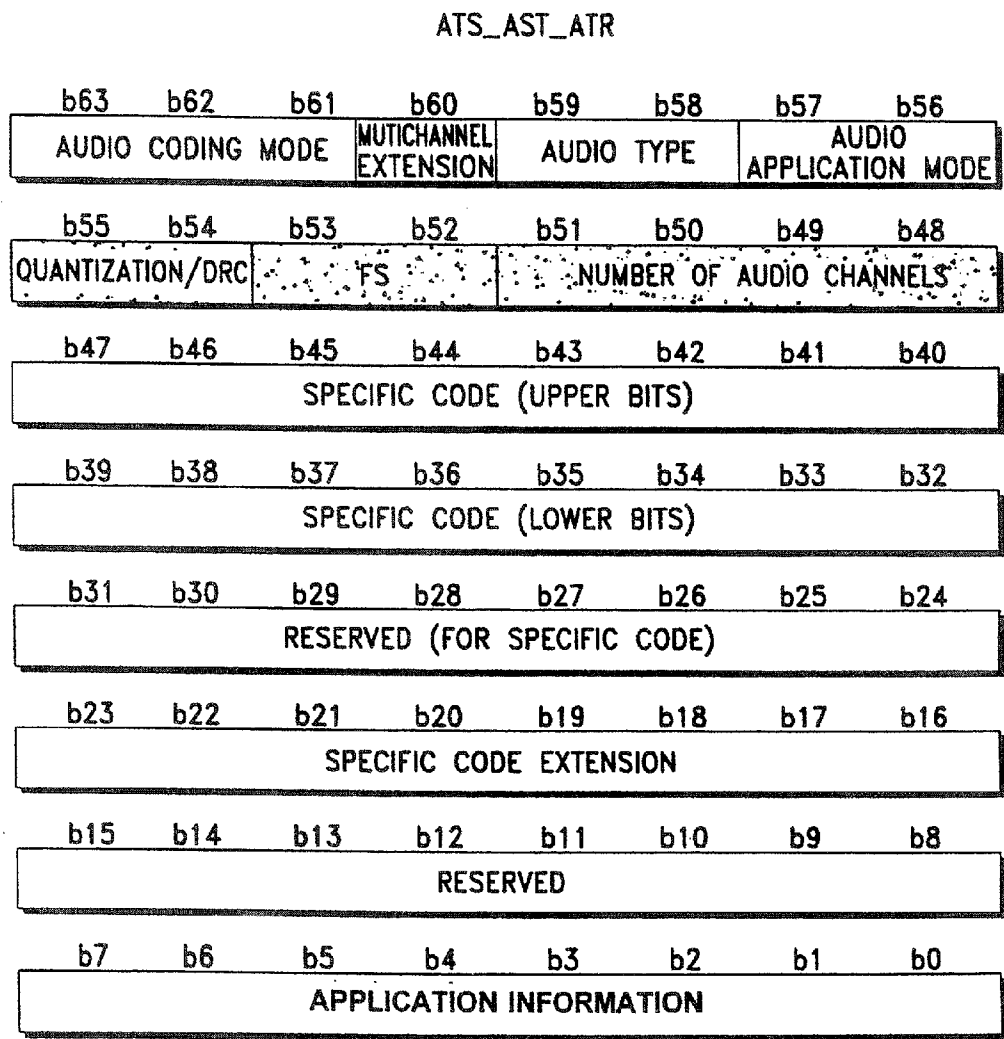 ATS_AST_ATR
b63 b62 b61 b60 b59 b58 b57 b56
AUDIO CODING MODE
MUTICHANNEL
EXTENSION
AUDIO TYPE
AUDIO
APPLICATION MODE
b55 b54 b53 b52 b51 b50 b49 b48
QUANTIZATION/DRC FS NUMBER OF AUDIO CHANNELS
b47 b46 b45 b44 b43 b42 b41 b40
SPECIFIC CODE (UPPER BITS)
b39 b38 b37 b36 b35 b34 b33 b32
SPECIFIC CODE (LOWER BITS)
b31 b30 b29 b28 b27 b26 b25 b24
RESERVED (FOR SPECIFIC CODE)
b23 b22 b21 b20 b19 b18 b17 b16
SPECIFIC CODE EXTENSION
b15 b14 b13 b12 b11 b10 b9 b8
RESERVED
b7 b6 b5 b4 b3 b2 b1 b0
APPLICATION INFORMATION